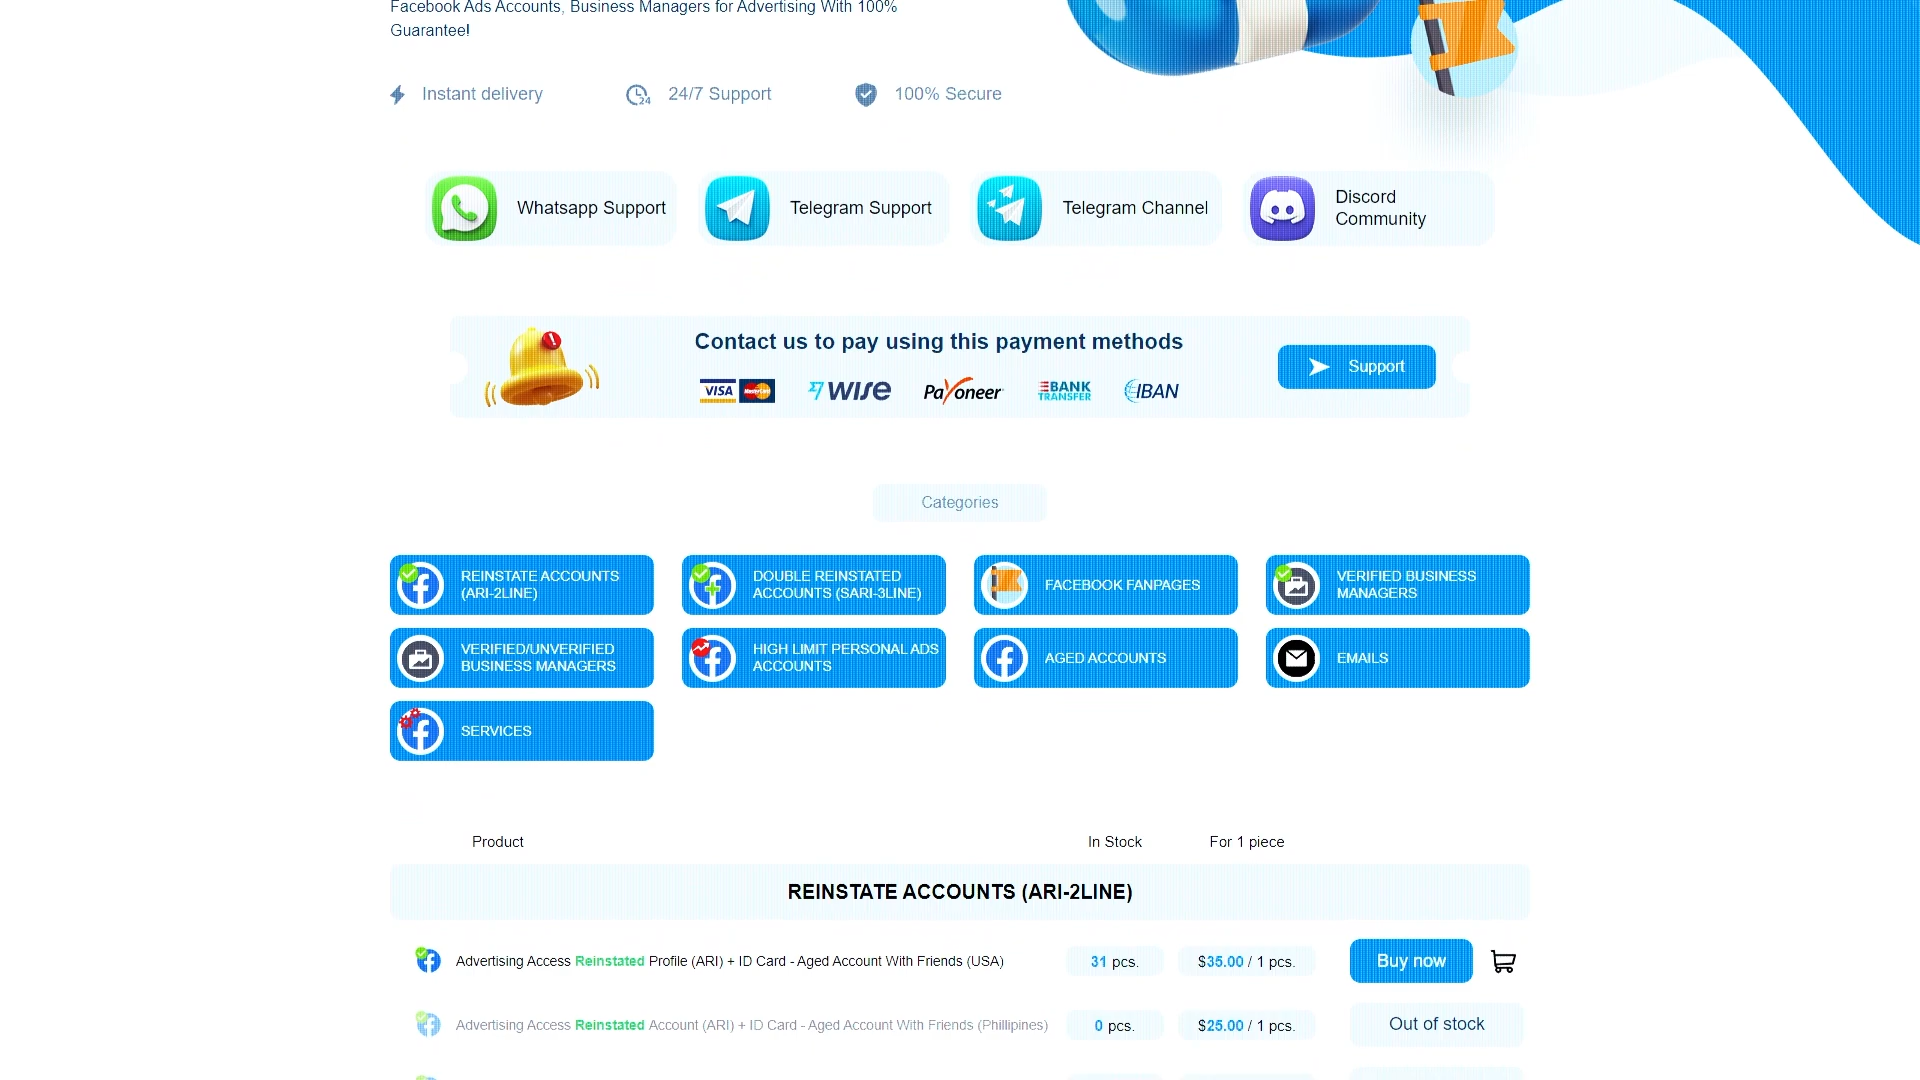 Facebook Ads Accounts, Business Managers for Advertising With 100%
Guarantee!
Instant delivery
24
24/7 Support
100% Secure
Whatsapp Support
Telegram Support
Telegram Channel
Discord
Community
Contact us to pay using this payment methods
VISA
MasterCard
WISE
Payoneer
BANK
TRANSFER
IBAN
Support
Categories
REINSTATE ACCOUNTS
(ARI-2LINE)
DOUBLE REINSTATED
ACCOUNTS (SARI-3LINE)
FACEBOOK FANPAGES
VERIFIED BUSINESS
MANAGERS
VERIFIED/UNVERIFIED
BUSINESS MANAGERS
HIGH LIMIT PERSONAL ADS
ACCOUNTS
AGED ACCOUNTS
EMAILS
SERVICES
Product In Stock For 1 piece
REINSTATE ACCOUNTS (ARI-2LINE)
Advertising Access Reinstated Profile (ARI) + ID Card - Aged Account With Friends (USA) 31 pcs. $35.00 / 1 pcs. Buy now
Advertising Access Reinstated Account (ARI) + ID Card - Aged Account With Friends (Phillipines) 0 pcs. $25.00 / 1 pcs. Out of stock